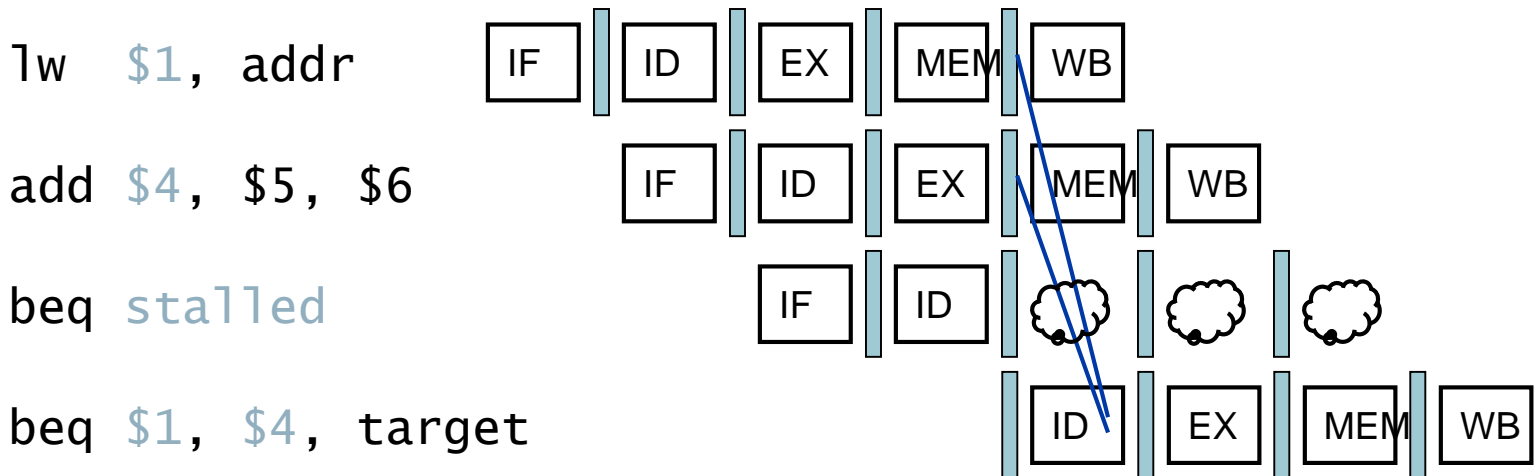 lw $1, addr IF ID EX MEM WB
add $4, $5, $6 IF ID EX MEM WB
beq stalled IF ID
beq $1, $4, target ID EX MEM WB